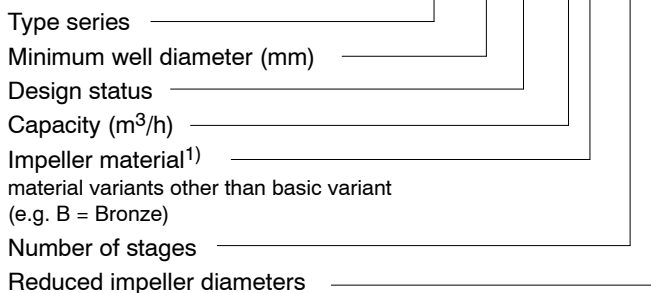 Type series
Minimum well diameter (mm)
Design status
Capacity (m³/h)
Impeller material¹⁾
material variants other than basic variant
(e.g. B = Bronze)
Number of stages
Reduced impeller diameters